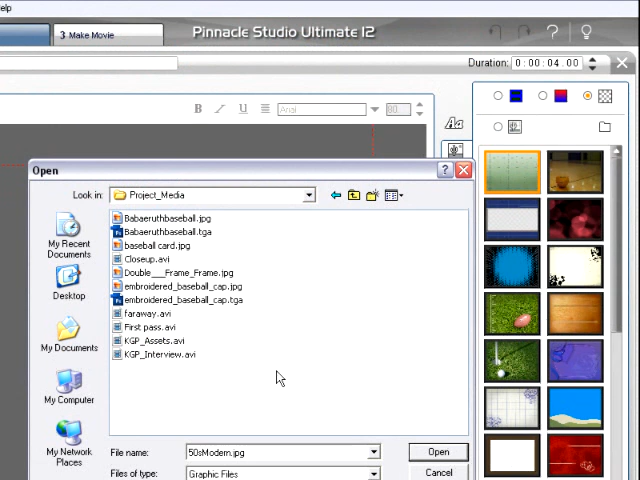 elp
3 Make Movie
Pinnacle Studio Ultimate 12
Duration: 0:00:04.00
B I U Arial 80
Aa
Open
Look in: Project_Media
My Recent Documents
Desktop
My Documents
My Computer
My Network Places
Babaeruthbaseball.jpg
Babaeruthbaseball.tga
baseball card.jpg
Closeup.avi
Double___Frame_Frame.jpg
embroidered_baseball_cap.jpg
embroidered_baseball_cap.tga
faraway.avi
First pass.avi
KGP_Assets.avi
KGP_Interview.avi
File name: 50sModern.jpg Open
Files of type: Graphic Files Cancel